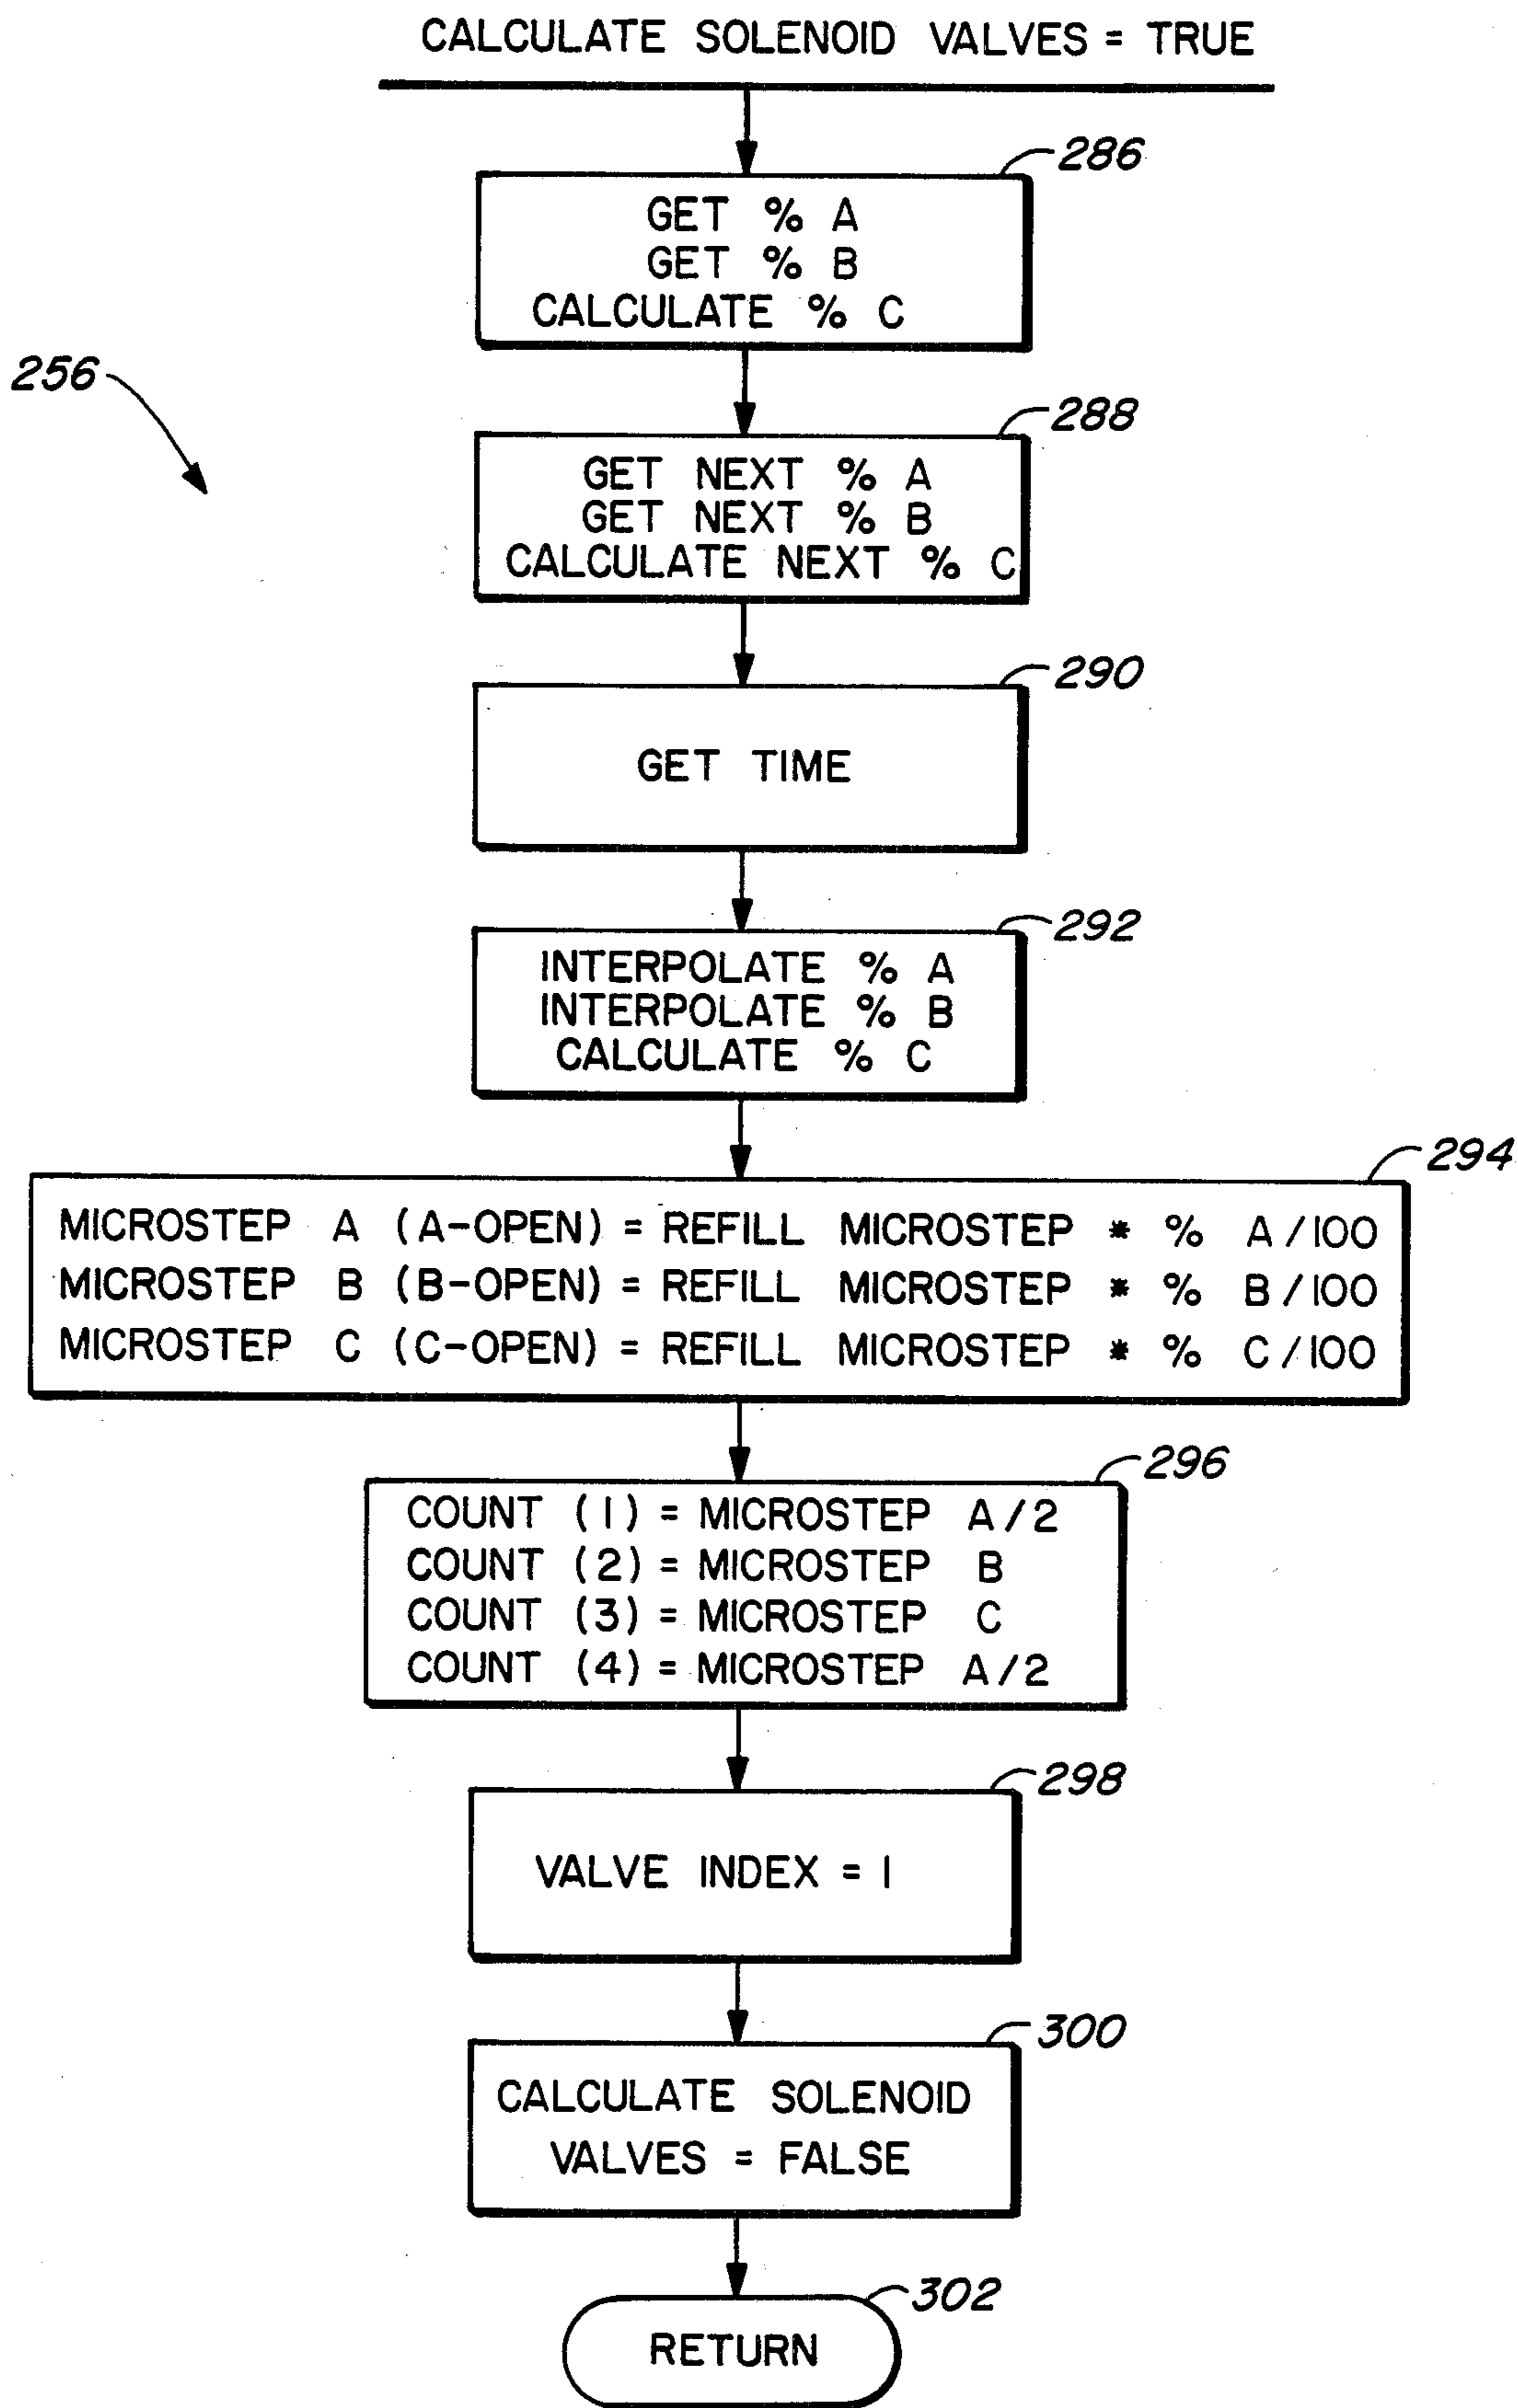 CALCULATE SOLENOID VALVES = TRUE
286
GET % A
GET % B
CALCULATE % C
256
288
GET NEXT % A
GET NEXT % B
CALCULATE NEXT % C
290
GET TIME
292
INTERPOLATE % A
INTERPOLATE % B
CALCULATE % C
294
MICROSTEP A (A-OPEN) = REFILL MICROSTEP * % A/100
MICROSTEP B (B-OPEN) = REFILL MICROSTEP * % B/100
MICROSTEP C (C-OPEN) = REFILL MICROSTEP * % C/100
296
COUNT (1) = MICROSTEP A/2
COUNT (2) = MICROSTEP B
COUNT (3) = MICROSTEP C
COUNT (4) = MICROSTEP A/2
298
VALVE INDEX = 1
300
CALCULATE SOLENOID
VALVES = FALSE
302
RETURN